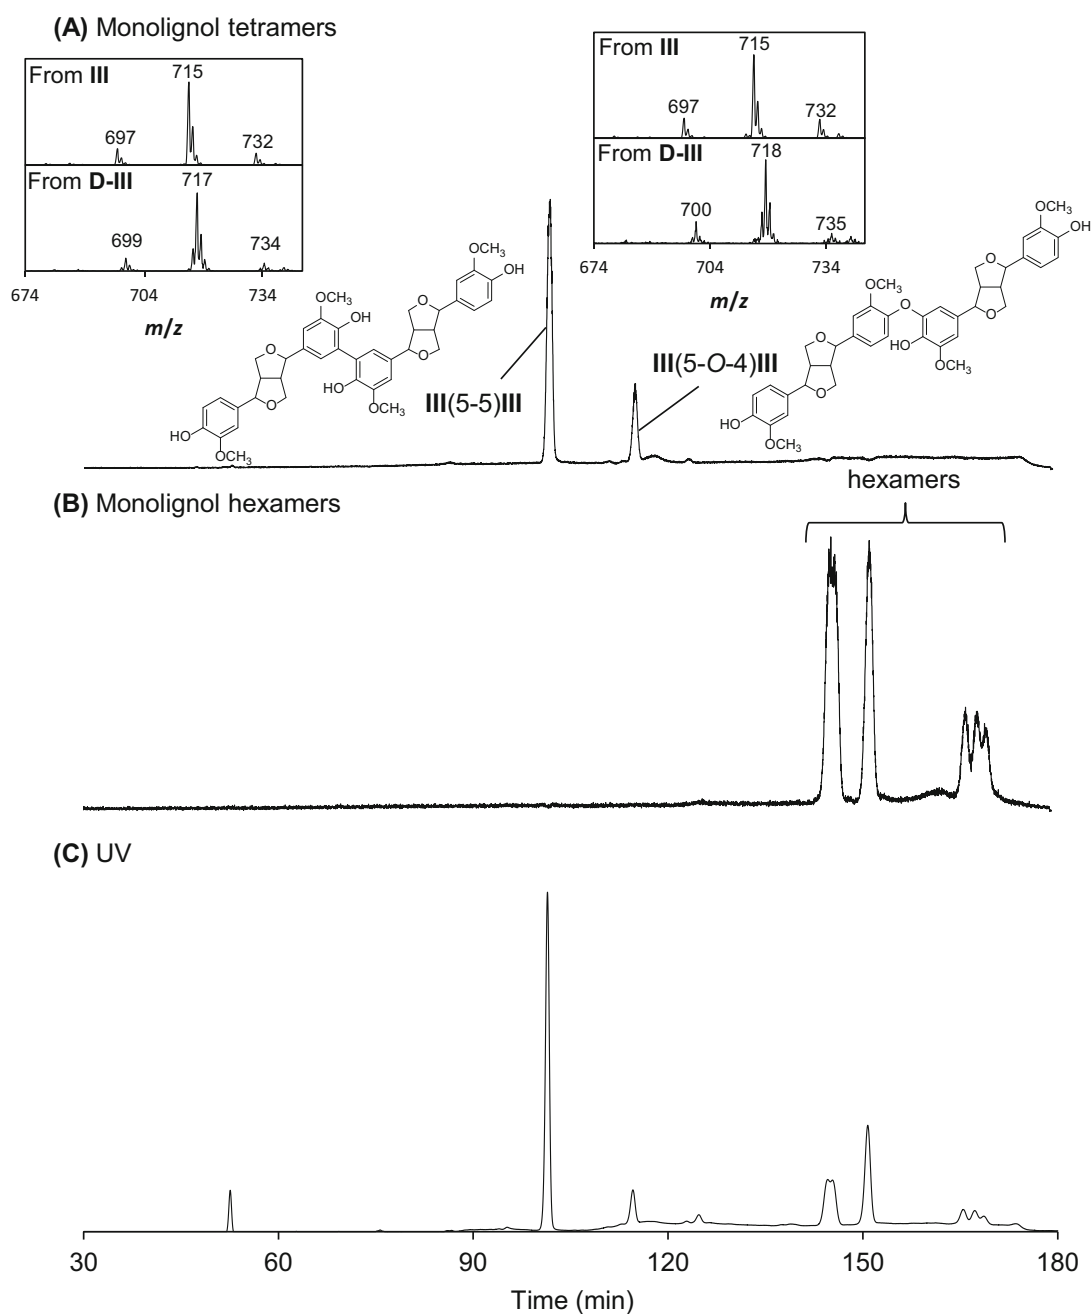 (A) Monolignol tetramers
From III
697
715
732
From D-III
699
717
734
674
704
734
m/z
From III
697
715
732
From D-III
700
718
735
674
704
734
m/z
OCH₃
OH
OCH₃
OH
O
O
O
O
HO
OCH₃
HO
OCH₃
III(5-5)III
III(5-O-4)III
OCH₃
OH
O
O
OCH₃
O
O
O
HO
OCH₃
HO
OCH₃
hexamers
(B) Monolignol hexamers
(C) UV
30
60
90
120
150
180
Time (min)